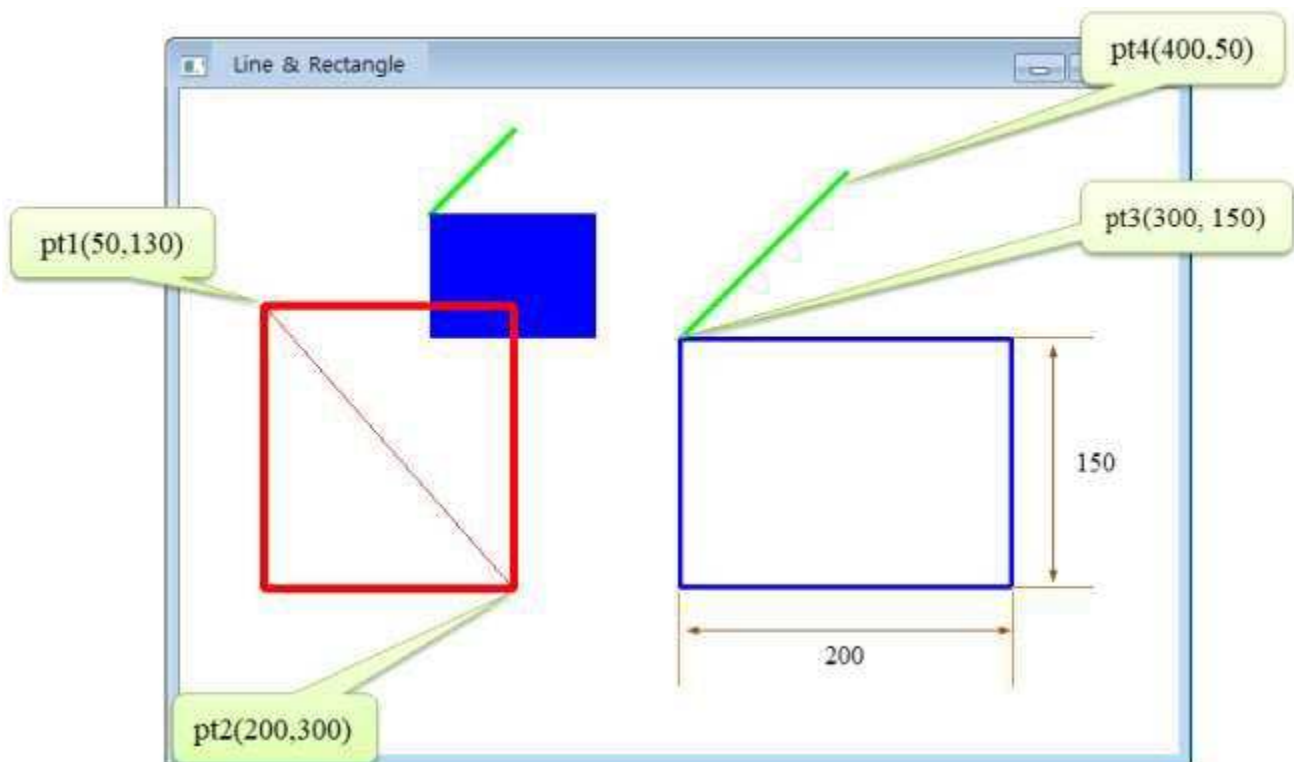 Line & Rectangle
pt4(400,50)
pt3(300, 150)
pt1(50,130)
150
200
pt2(200,300)